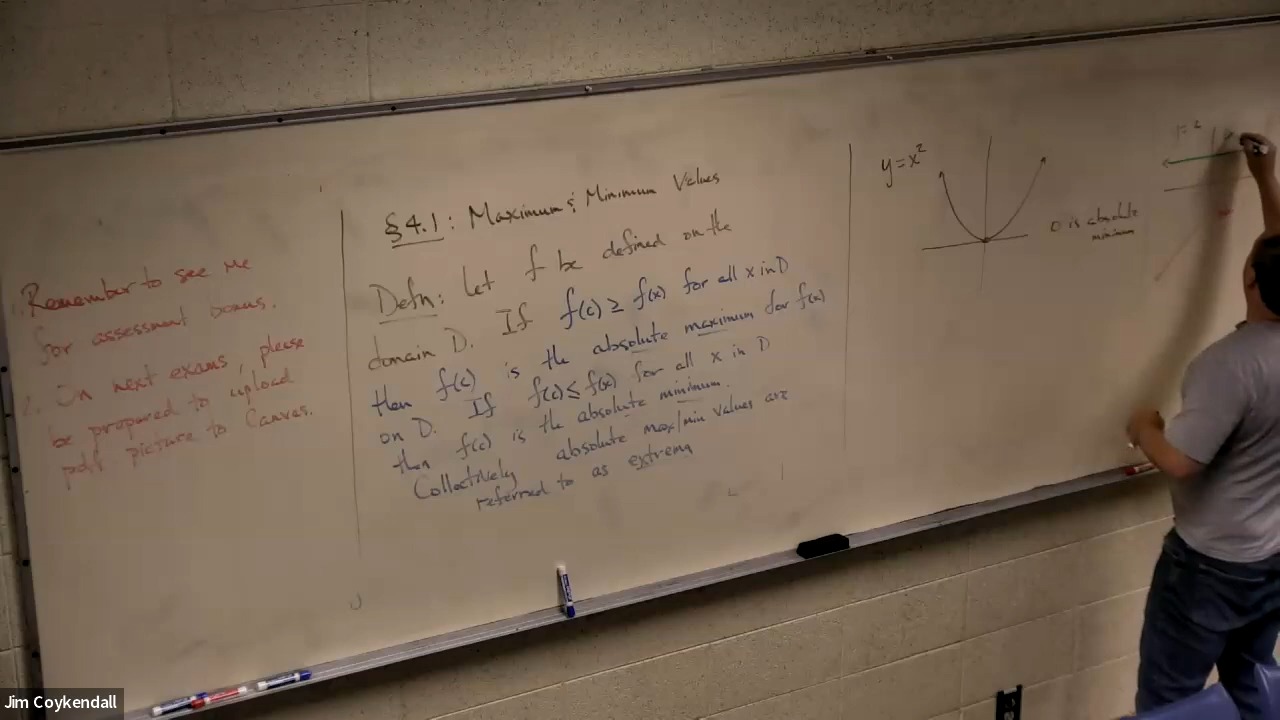 1. Remember to see me
for assessment bonus.
2. On next exams, please
be prepared to upload
pdf picture to Canvas.
§4.1: Maximum & Minimum Values
Defn: Let f be defined on the
domain D. If f(c) ≥ f(x) for all x in D
then f(c) is the absolute maximum for f(x)
on D. If f(c) ≤ f(x) for all x in D
then f(c) is the absolute minimum.
Collectively absolute max/min values are
referred to as extrema
y=x²
0 is absolute
minimum
Jim Coykendall